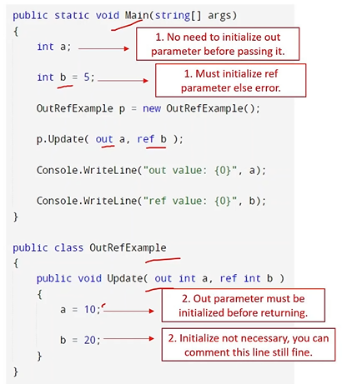 public static void Main(string[] args)
{
int a;
1. No need to initialize out
parameter before passing it.
int b = 5;
1. Must initialize ref
parameter else error.
OutRefExample p = new OutRefExample();
p.Update( out a, ref b );
Console.WriteLine("out value: {0}", a);
Console.WriteLine("ref value: {0}", b);
}
public class OutRefExample
{
public void Update( out int a, ref int b )
{
a = 10;
2. Out parameter must be
initialized before returning.
b = 20;
2. Initialize not necessary, you can
comment this line still fine.
}
}